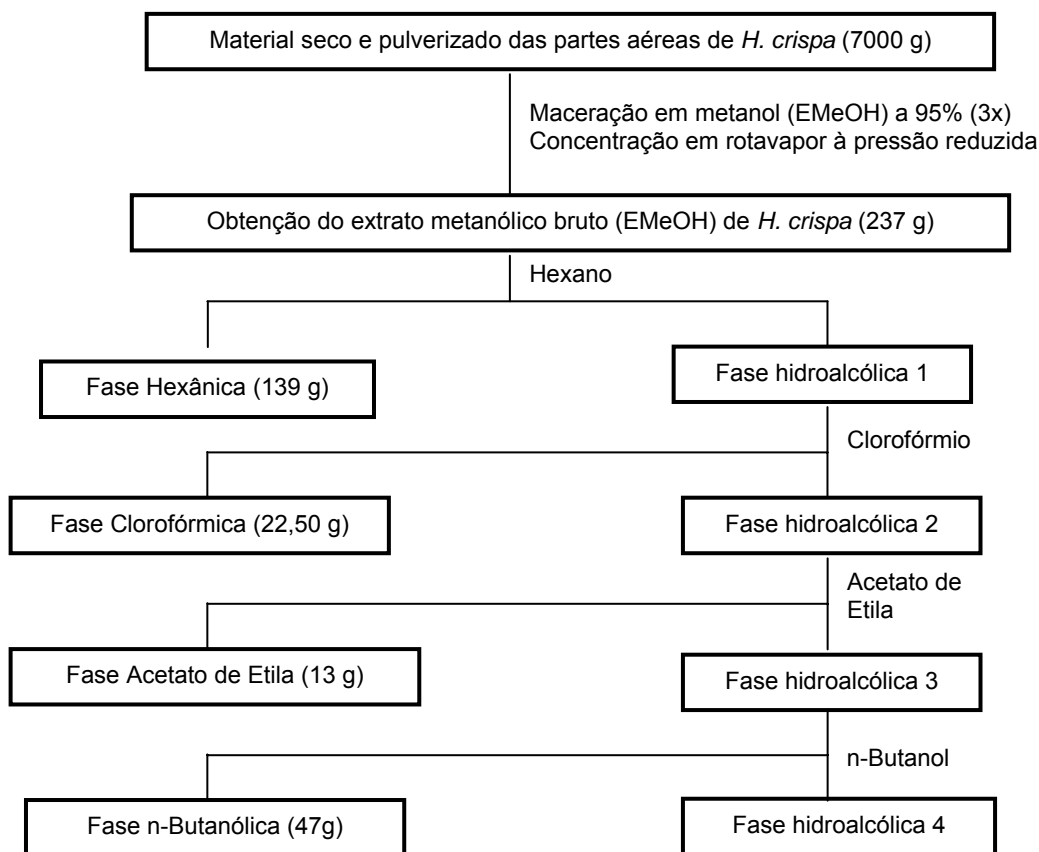 Material seco e pulverizado das partes aéreas de H. crispa (7000 g)
Maceração em metanol (EMeOH) a 95% (3x)
Concentração em rotavapor à pressão reduzida
Obtenção do extrato metanólico bruto (EMeOH) de H. crispa (237 g)
Hexano
Fase Hexânica (139 g)
Fase hidroalcólica 1
Clorofórmio
Fase Clorofórmica (22,50 g)
Fase hidroalcólica 2
Acetato de
Etila
Fase Acetato de Etila (13 g)
Fase hidroalcólica 3
n-Butanol
Fase n-Butanólica (47g)
Fase hidroalcólica 4